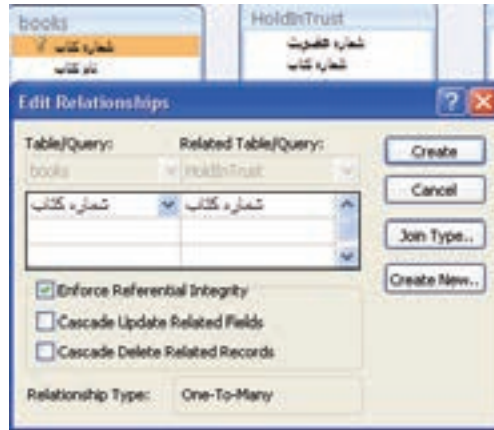 books
شماره کتاب
نام کتاب
HoldInTrust
شماره عضویت
شماره کتاب
Edit Relationships
Table/Query: Related Table/Query:
books HoldInTrust
شماره کتاب شماره کتاب
Enforce Referential Integrity
Cascade Update Related Fields
Cascade Delete Related Records
Relationship Type: One-To-Many
Create
Cancel
Join Type..
Create New..